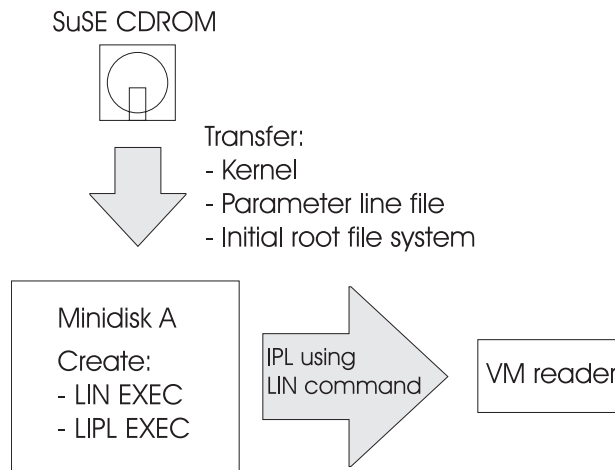 SuSE CDROM
Transfer:
- Kernel
- Parameter line file
- Initial root file system
Minidisk A
Create:
- LIN EXEC
- LIPL EXEC
IPL using
LIN command
VM reader